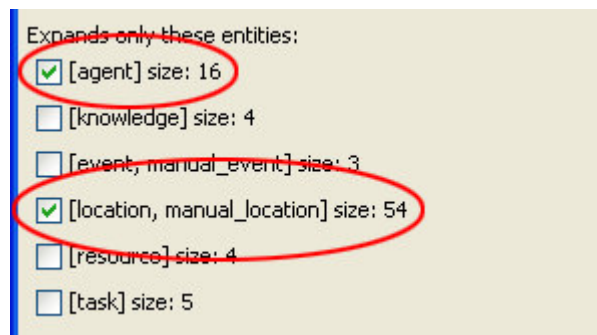 Expands only these entities:
[agent] size: 16
[knowledge] size: 4
[event, manual_event] size: 3
[location, manual_location] size: 54
[resource] size: 4
[task] size: 5